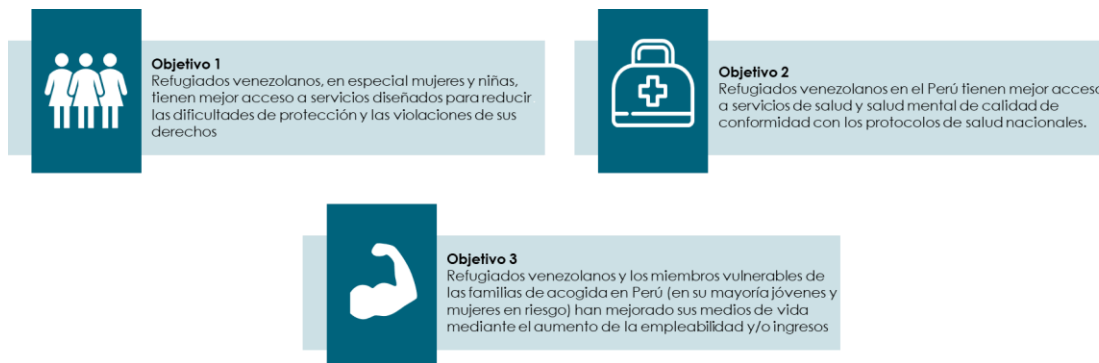 Objetivo 1
Refugiados venezolanos, en especial mujeres y niñas,
tienen mejor acceso a servicios diseñados para reducir
las dificultades de protección y las violaciones de sus
derechos
Objetivo 2
Refugiados venezolanos en el Perú tienen mejor acceso
a servicios de salud y salud mental de calidad de
conformidad con los protocolos de salud nacionales.
Objetivo 3
Refugiados venezolanos y los miembros vulnerables de
las familias de acogida en Perú (en su mayoría jóvenes y
mujeres en riesgo) han mejorado sus medios de vida
mediante el aumento de la empleabilidad y/o ingresos